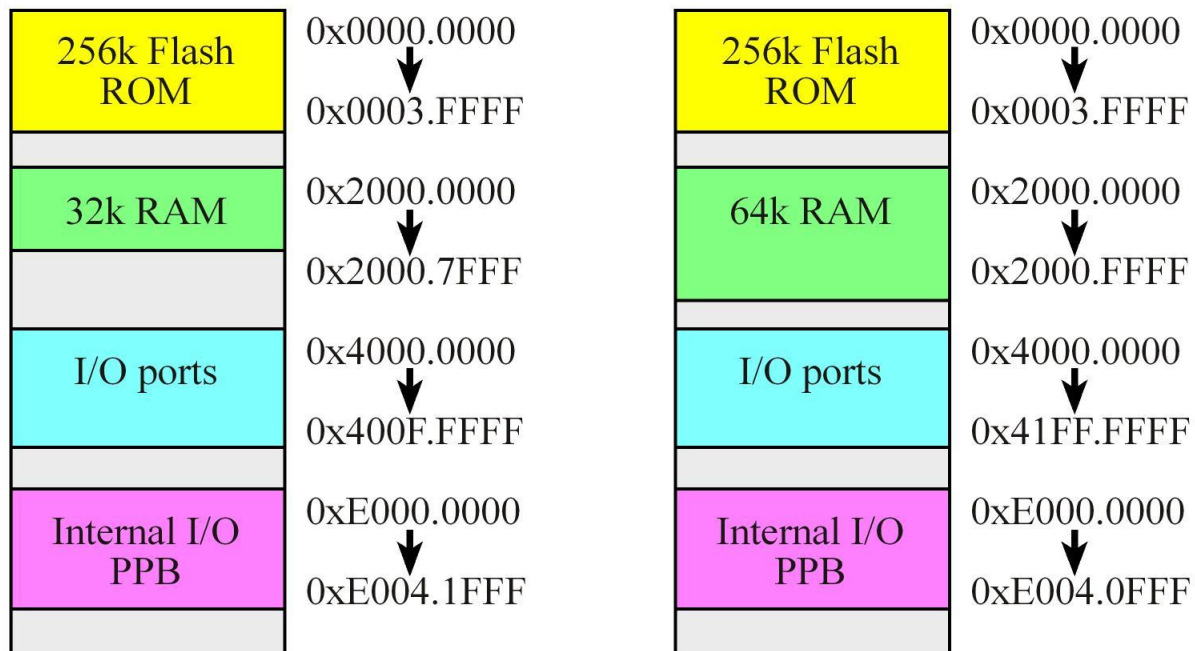 256k Flash
ROM
0x0000.0000
0x0003.FFFF
32k RAM
0x2000.0000
0x2000.7FFF
I/O ports
0x4000.0000
0x400F.FFFF
Internal I/O
PPB
0xE000.0000
0xE004.1FFF
256k Flash
ROM
0x0000.0000
0x0003.FFFF
64k RAM
0x2000.0000
0x2000.FFFF
I/O ports
0x4000.0000
0x41FF.FFFF
Internal I/O
PPB
0xE000.0000
0xE004.0FFF